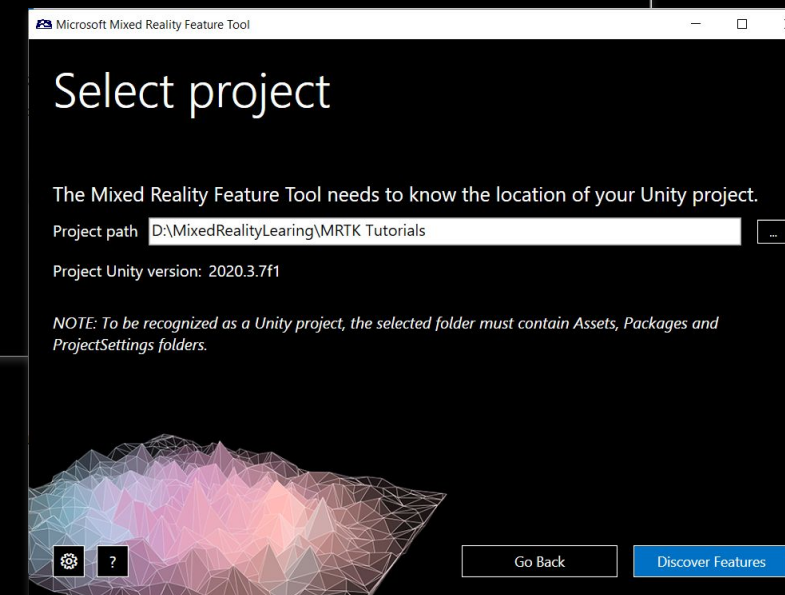 Microsoft Mixed Reality Feature Tool
Select project
The Mixed Reality Feature Tool needs to know the location of your Unity project.
Project path D:\MixedRealityLearing\MRTK Tutorials ...
Project Unity version: 2020.3.7f1
NOTE: To be recognized as a Unity project, the selected folder must contain Assets, Packages and
ProjectSettings folders.
? Go Back Discover Features